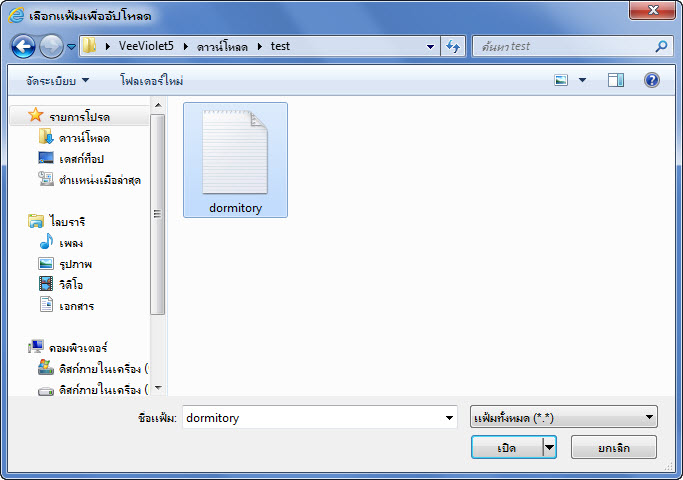 เลือกแฟ้มเพื่ออัปโหลด
VeeViolet5 ดาวน์โหลด test
ค้นหา test
จัดระเบียบ
โฟลเดอร์ใหม่
รายการโปรด
ดาวน์โหลด
เดสก์ท็อป
ตำแหน่งเมื่อล่าสุด
ไลบรารี
เพลง
รูปภาพ
วิดีโอ
เอกสาร
คอมพิวเตอร์
ดิสก์ภายในเครื่อง (
ดิสก์ภายในเครื่อง (
dormitory
ชื่อแฟ้ม: dormitory
แฟ้มทั้งหมด (*.*)
เปิด
ยกเลิก